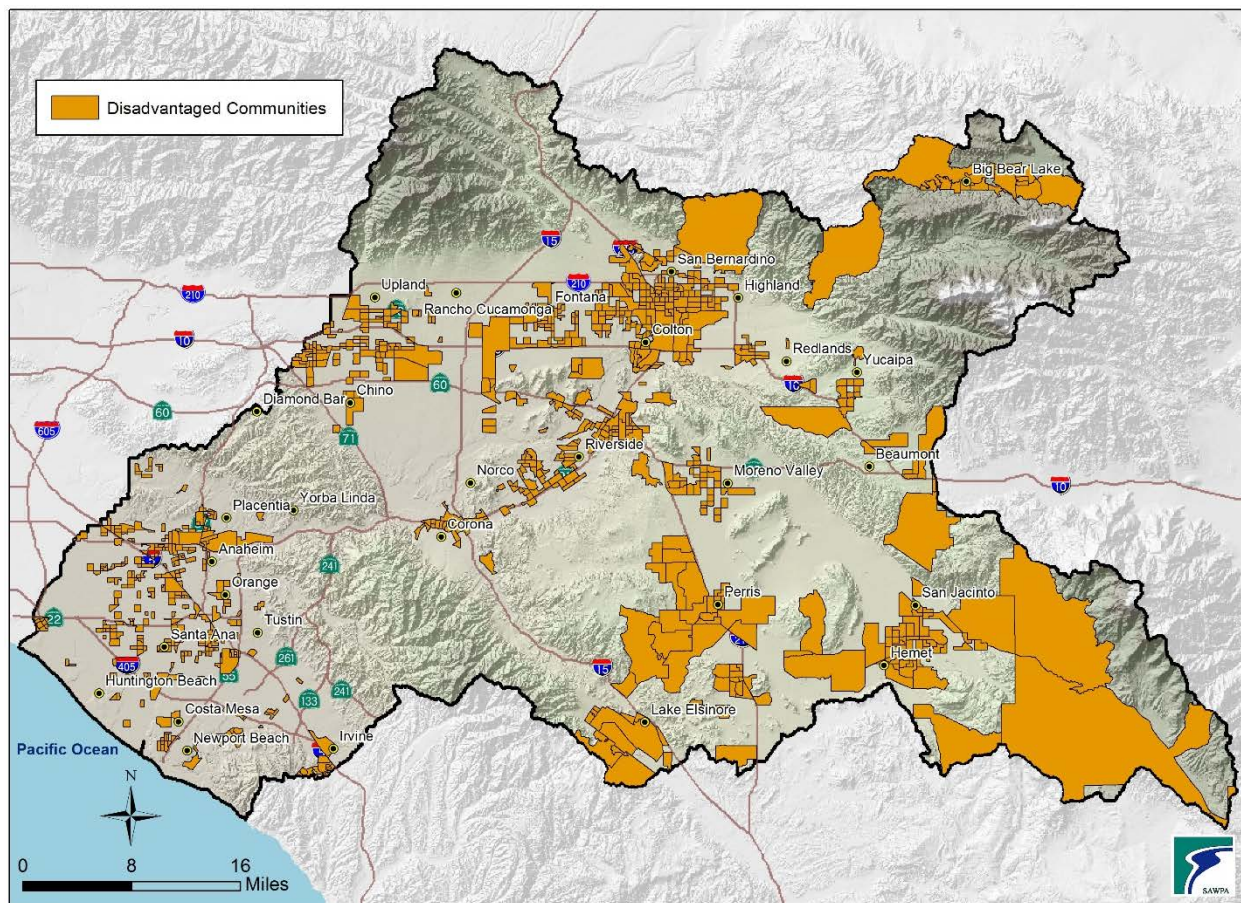 Disadvantaged Communities
Big Bear Lake
15
San Bernardino
210
Upland
210
Highland
Rancho Cucamonga
Fontana
10
Colton
Redlands
Yucaipa
10
60
Chino
Diamond Bar
60
71
605
Riverside
Beaumont
Norco
Moreno Valley
10
Placentia
Yorba Linda
Corona
Anaheim
241
Orange
Perris
San Jacinto
22
Tustin
Santa Ana
261
405
55
15
Hemet
Huntington Beach
241
133
Costa Mesa
Lake Elsinore
Pacific Ocean
Newport Beach
Irvine
N
0 8 16
Miles
SAWPA